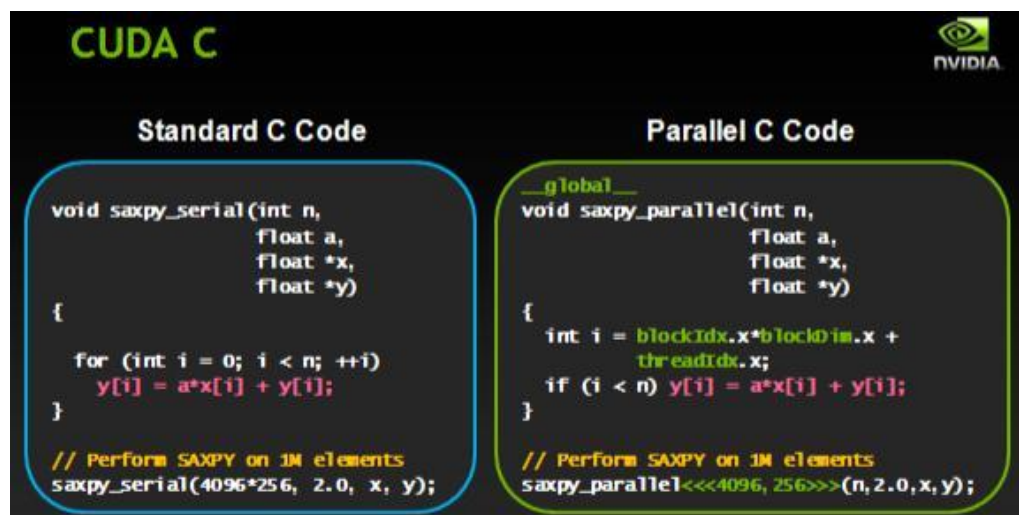 CUDA C
NVIDIA.
Standard C Code
void saxpy_serial(int n,
float a,
float *x,
float *y)
{
for (int i = 0; i < n; ++i)
y[i] = a*x[i] + y[i];
}
// Perform SAXPY on 1M elements
saxpy_serial(4096*256, 2.0, x, y);
Parallel C Code
__global__
void saxpy_parallel(int n,
float a,
float *x,
float *y)
{
int i = blockIdx.x*blockDim.x +
threadIdx.x;
if (i < n) y[i] = a*x[i] + y[i];
}
// Perform SAXPY on 1M elements
saxpy_parallel<<<4096,256>>>(n,2.0,x,y);